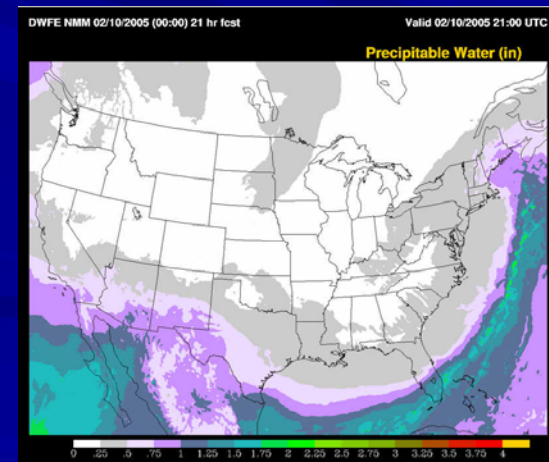 DWFE NMM 02/10/2005 (00:00) 21 hr fcst Valid 02/10/2005 21:00 UTC
Precipitable Water (in)
0 .25 .5 .75 1 1.25 1.5 1.75 2 2.25 2.5 2.75 3 3.25 3.5 3.75 4